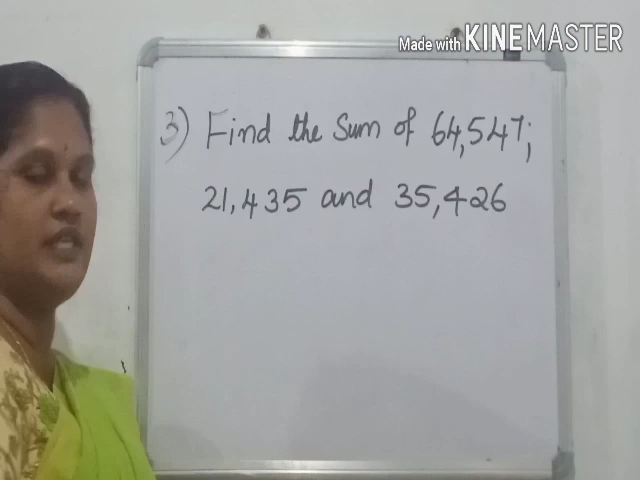 Made with KINEMASTER
3) Find the Sum of 64,547;
21,435 and 35,426